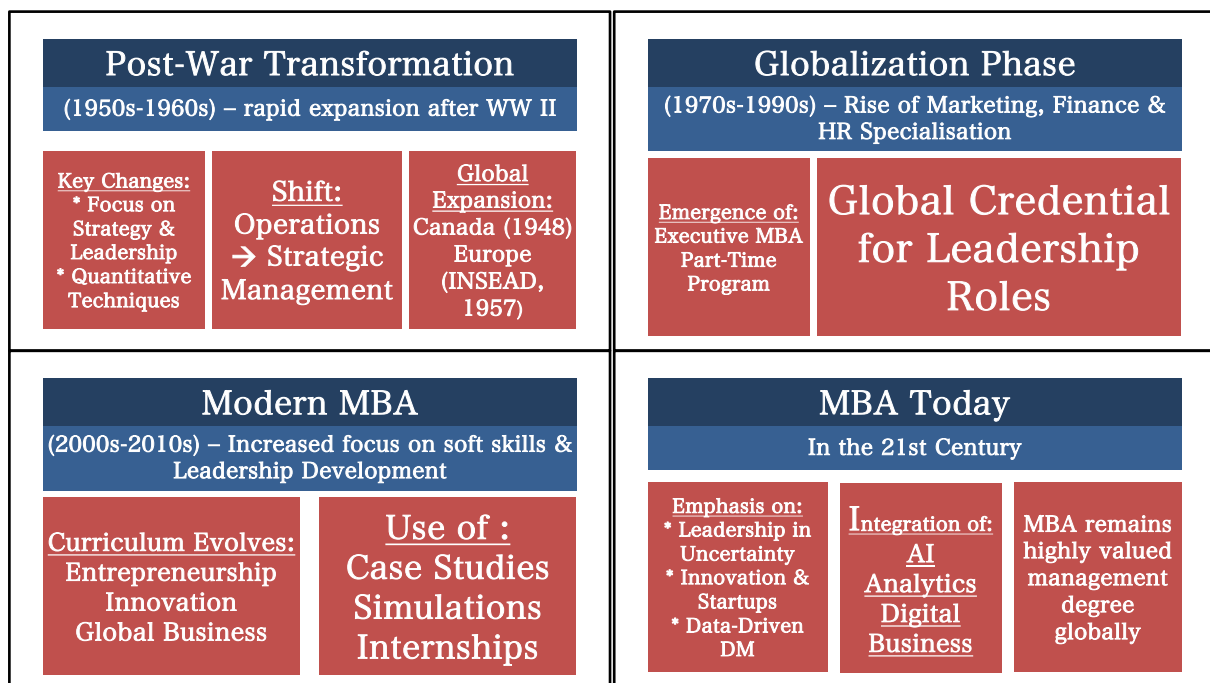 Post-War Transformation
(1950s-1960s) – rapid expansion after WW II
Key Changes:
* Focus on
Strategy &
Leadership
* Quantitative
Techniques
Shift:
Operations
→ Strategic
Management
Global
Expansion:
Canada (1948)
Europe
(INSEAD,
1957)
Globalization Phase
(1970s-1990s) – Rise of Marketing, Finance &
HR Specialisation
Emergence of:
Executive MBA
Part-Time
Program
Global Credential
for Leadership
Roles
Modern MBA
(2000s-2010s) – Increased focus on soft skills &
Leadership Development
Curriculum Evolves:
Entrepreneurship
Innovation
Global Business
Use of :
Case Studies
Simulations
Internships
MBA Today
In the 21st Century
Emphasis on:
* Leadership in
Uncertainty
* Innovation &
Startups
* Data-Driven
DM
Integration of:
AI
Analytics
Digital
Business
MBA remains
highly valued
management
degree
globally